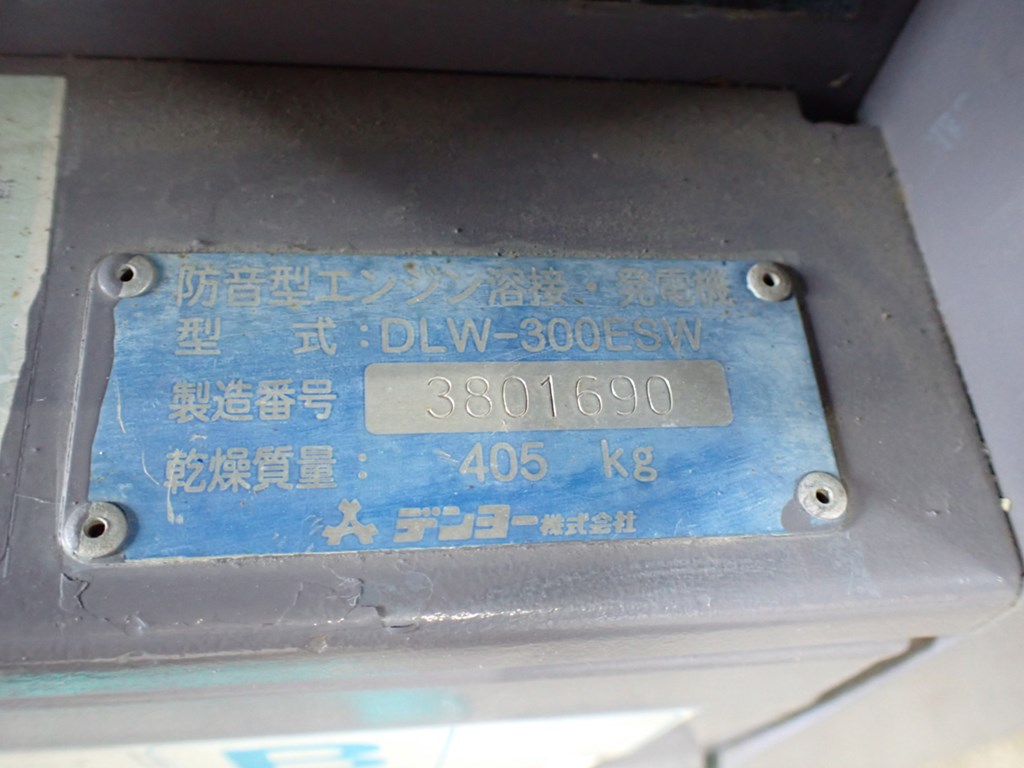 防音型エンジン溶接・発電機
型 式:DLW-300ESW
製造番号 3801690
乾燥質量: 405 kg
デンヨー株式会社